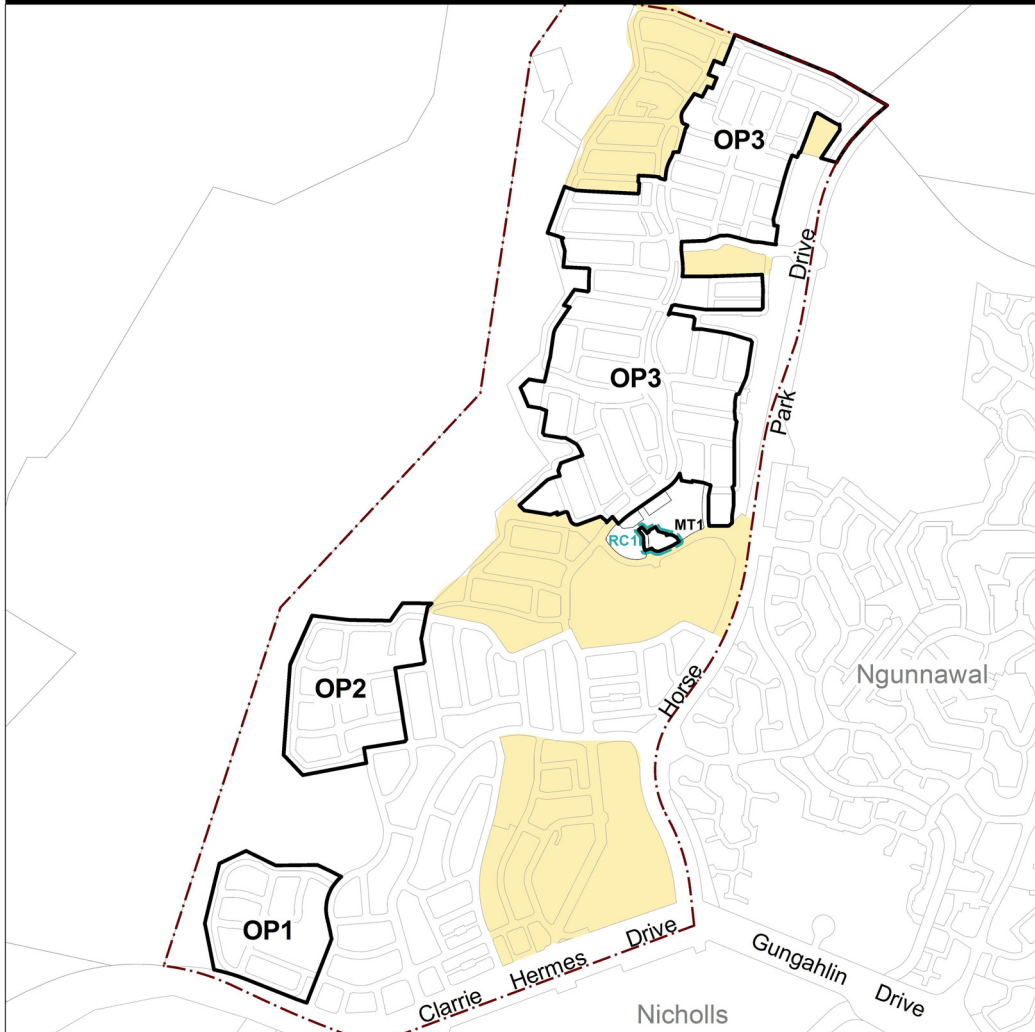 OP3
Drive
OP3
Park
MT1
RC1
Ngunnawal
OP2
Horse
OP1
Drive
Hermes
Clarrie
Gungahlin
Drive
Nicholls